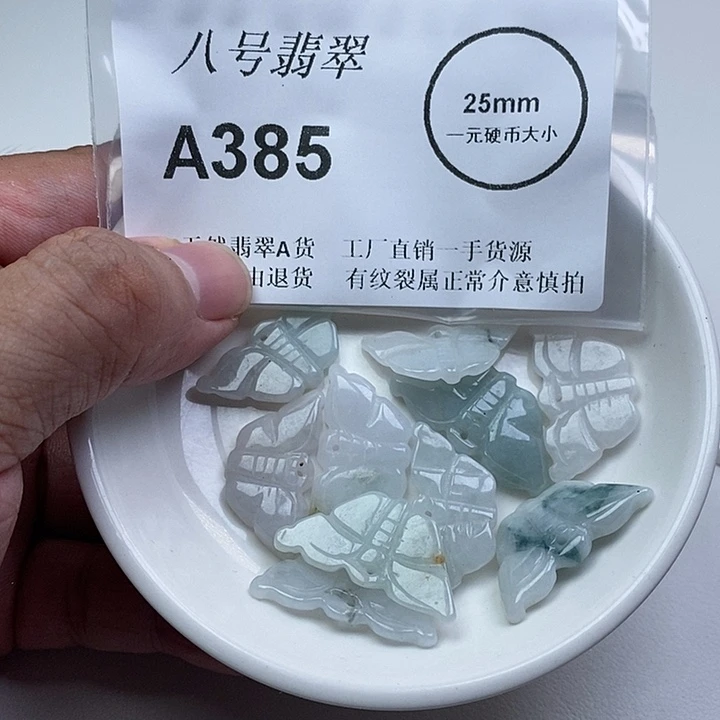 八号翡翠
A385
25mm
一元硬币大小
翡翠A货 工厂直销一手货源
由退货 有纹裂属正常介意慎拍